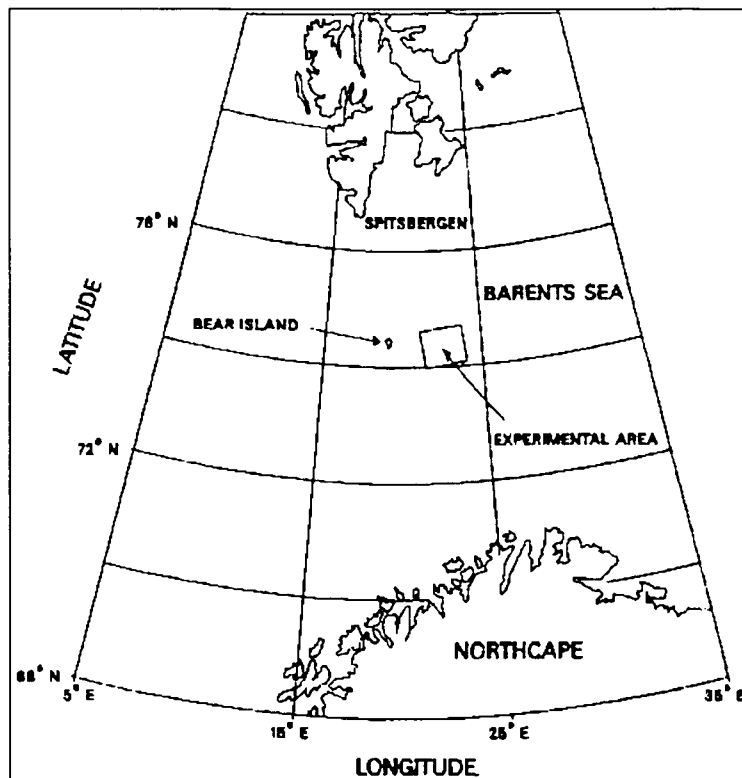 76° N
SPITSBERGEN
BARENTS SEA
BEAR ISLAND
LATITUDE
EXPERIMENTAL AREA
72° N
NORTHCAPE
68° N
5° E
35° E
15° E
25° E
LONGITUDE